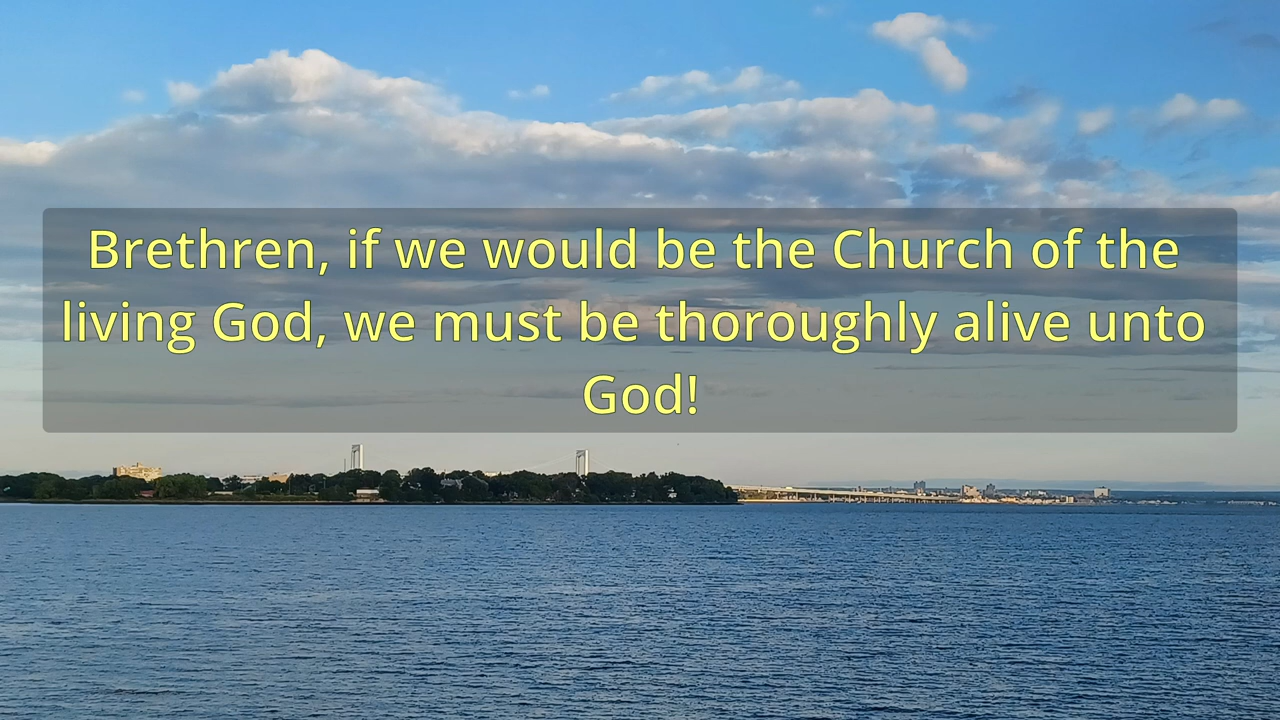 Brethren, if we would be the Church of the
living God, we must be thoroughly alive unto
God!